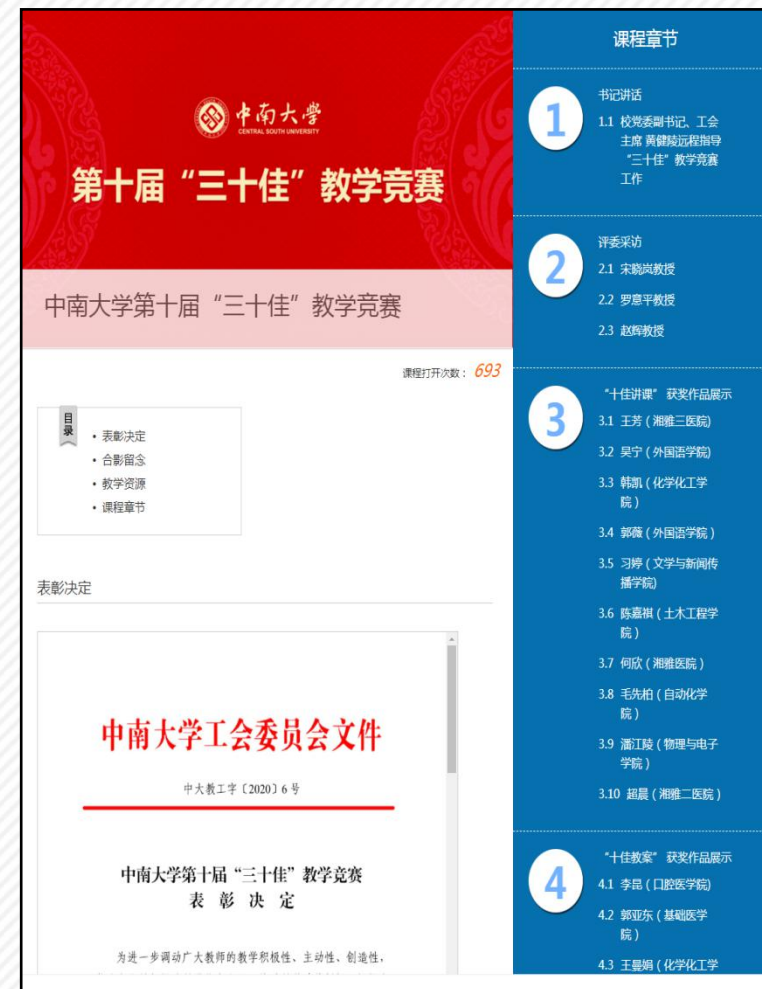 中南大学
CENTRAL SOUTH UNIVERSITY
第十届“三十佳”教学竞赛
中南大学第十届“三十佳”教学竞赛
课程打开次数： 693
目录
• 表彰决定
• 合影留念
• 教学资源
• 课程章节
表彰决定
中南大学工会委员会文件
中大教工字〔2020〕6号
中南大学第十届“三十佳”教学竞赛
表 彰 决 定
为进一步调动广大教师的教学积极性、主动性、创造性，
课程章节
1
书记讲话
1.1 校党委副书记、工会
主席 黄健陵远程指导
“三十佳”教学竞赛
工作
2
评委采访
2.1 宋晓岚教授
2.2 罗意平教授
2.3 赵辉教授
3
“十佳讲课” 获奖作品展示
3.1 王芳（湘雅三医院)
3.2 吴宁（外国语学院)
3.3 韩凯（化学化工学
院）
3.4 郭薇（外国语学院）
3.5 习婷（文学与新闻传
播学院)
3.6 陈嘉祺（土木工程学
院）
3.7 何欣（湘雅医院）
3.8 毛先柏（自动化学
院）
3.9 潘江陵（物理与电子
学院）
3.10 超晨（湘雅二医院）
4
“十佳教案” 获奖作品展示
4.1 李昆（口腔医学院)
4.2 郭亚东（基础医学
院）
4.3 王曼娟（化学化工学